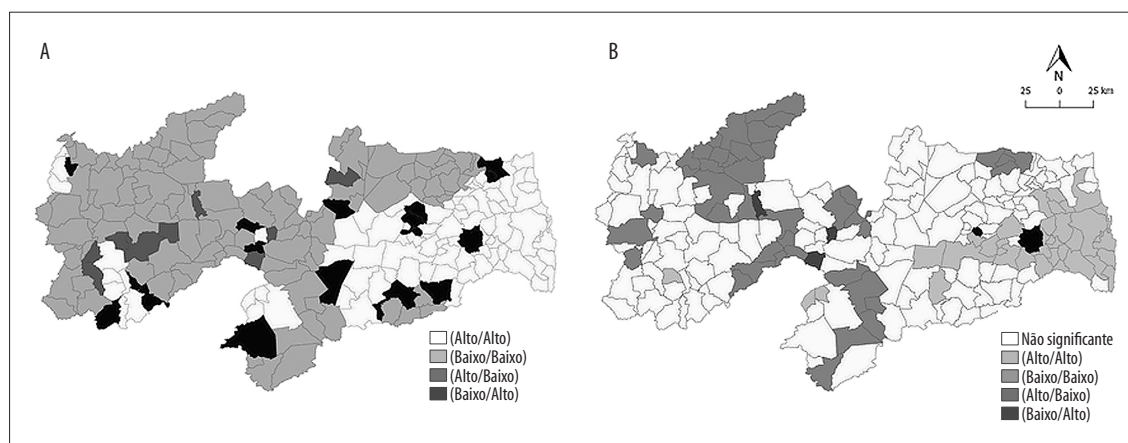 A
B
N
25 0 25 km
(Alto/Alto)
(Baixo/Baixo)
(Alto/Baixo)
(Baixo/Alto)
Não significante
(Alto/Alto)
(Baixo/Baixo)
(Alto/Baixo)
(Baixo/Alto)